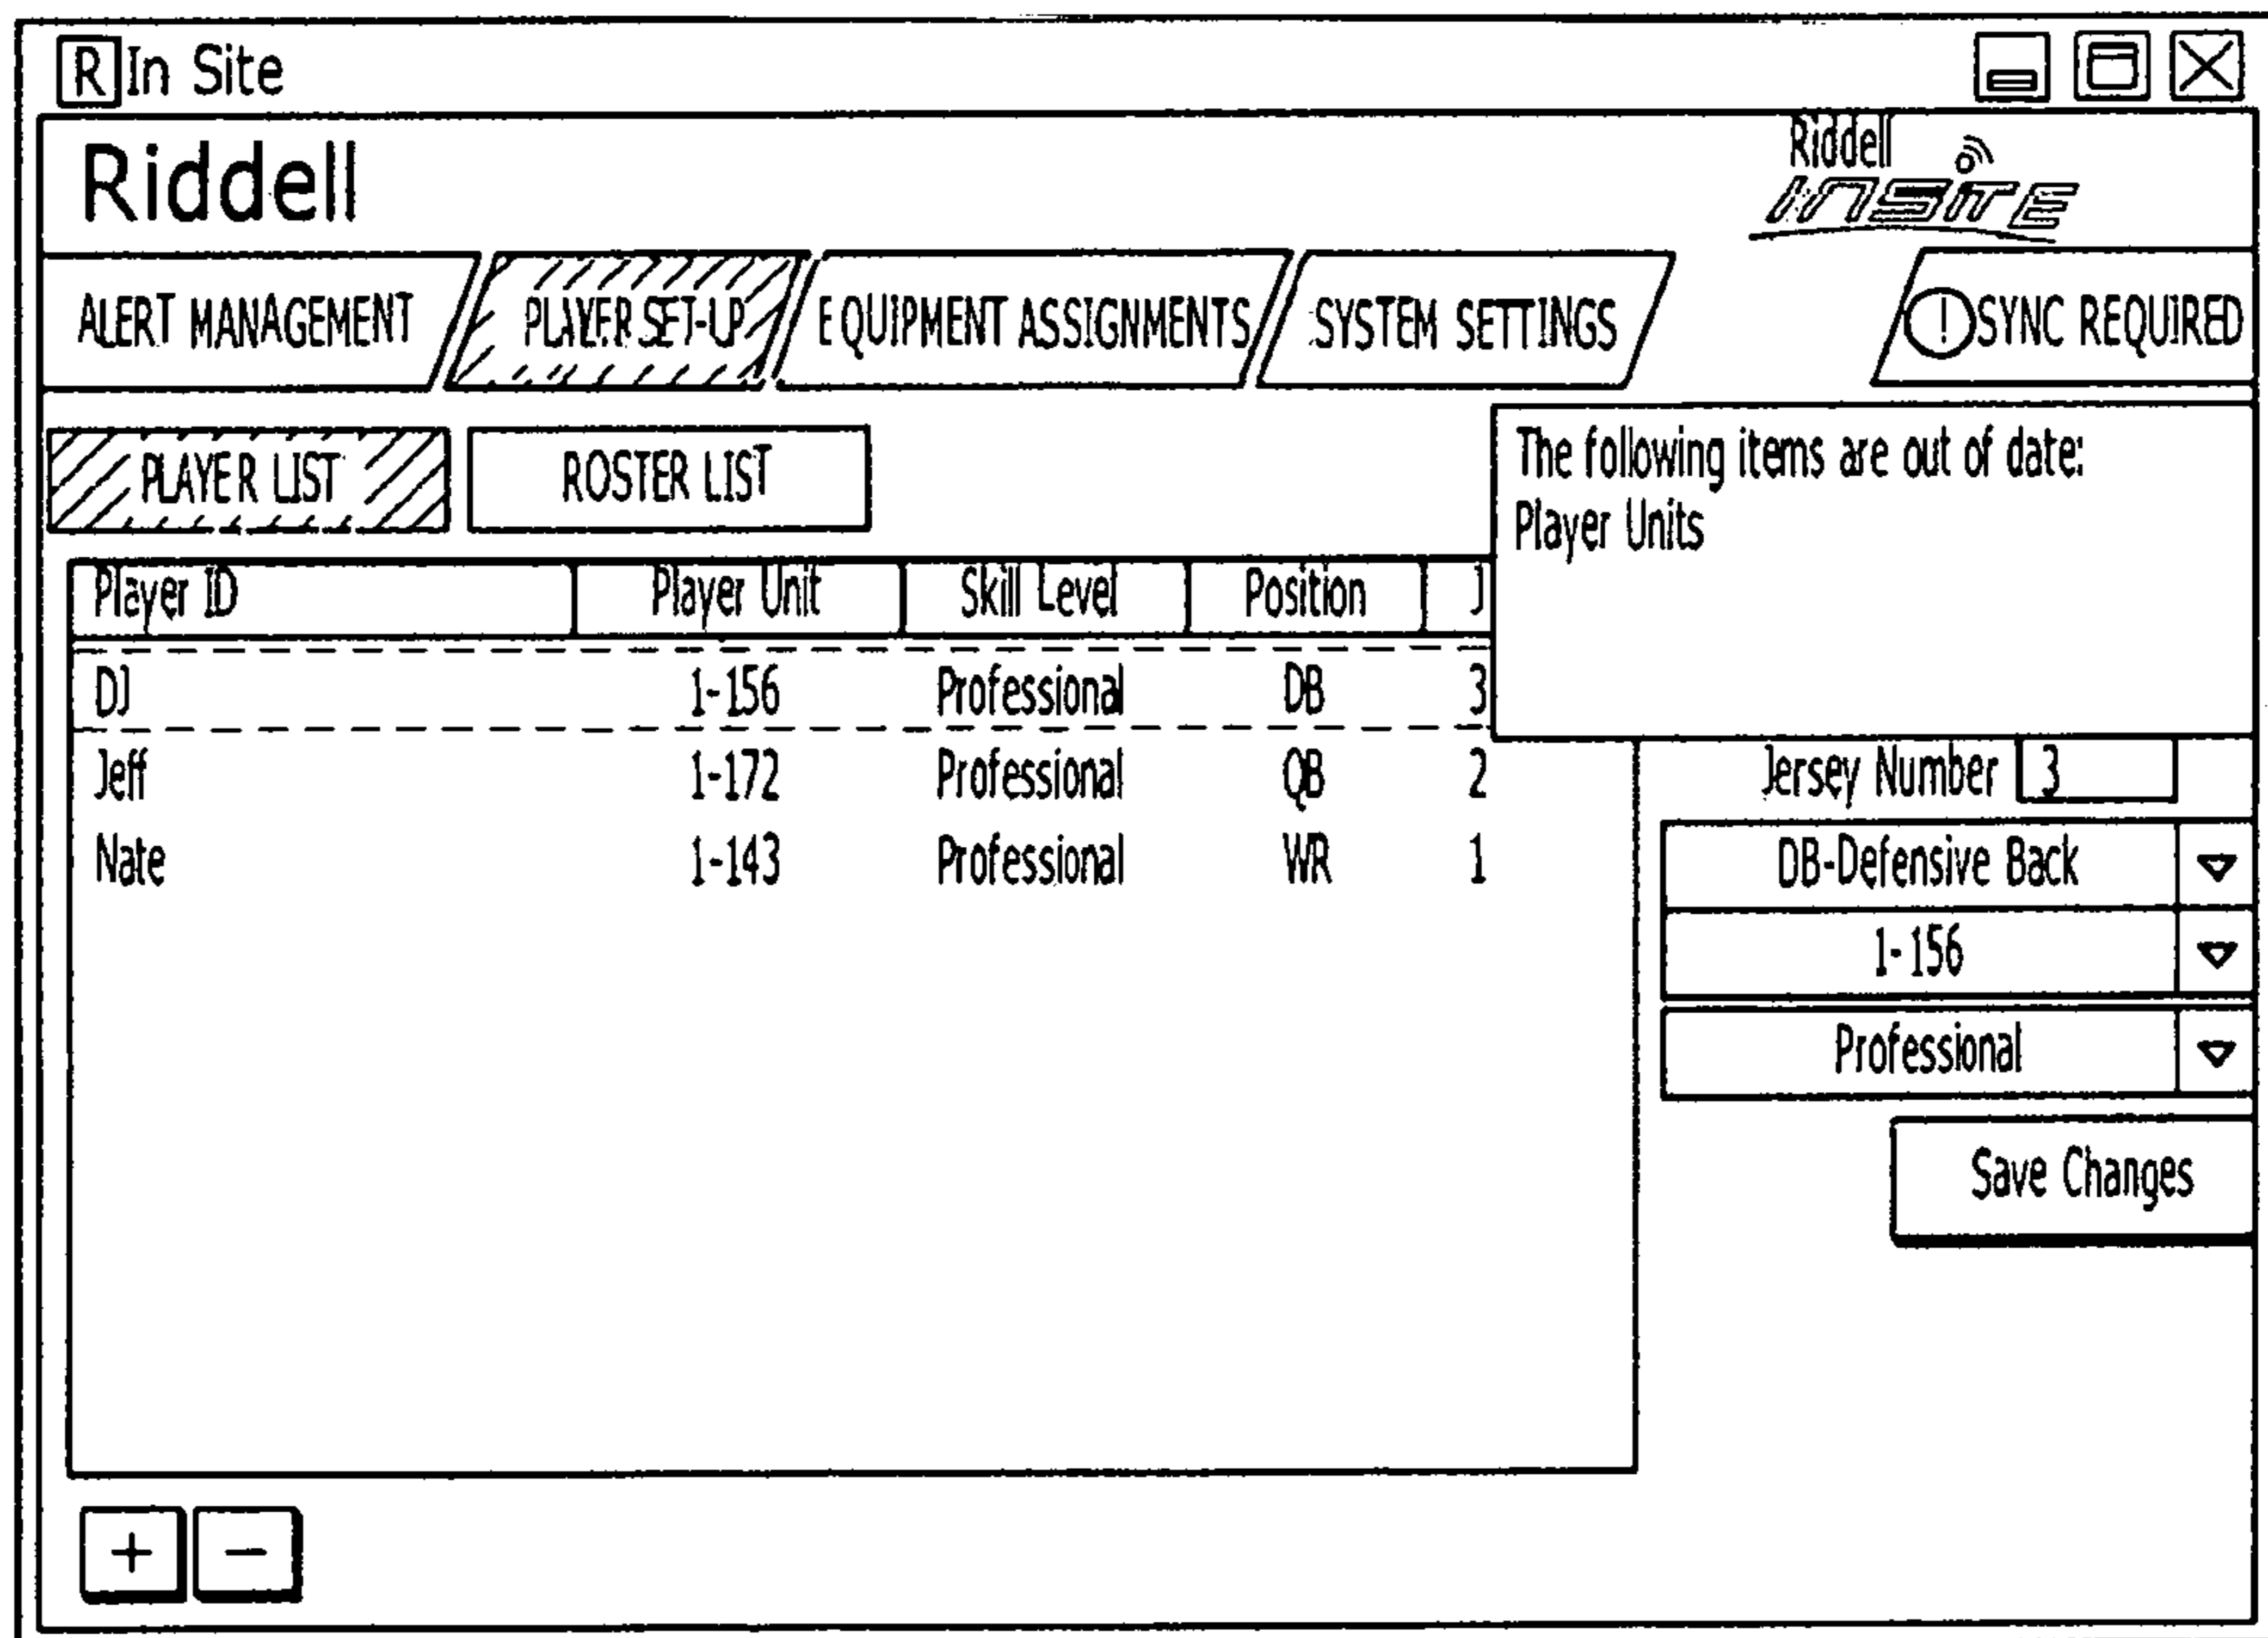 R In Site
Riddell
Riddell
InSiTE
ALERT MANAGEMENT PLAYER SET-UP EQUIPMENT ASSIGNMENTS SYSTEM SETTINGS ! SYNC REQUIRED
PLAYER LIST ROSTER LIST
The following items are out of date:
Player Units
Player ID Player Unit Skill Level Position J
DJ 1-156 Professional DB 3
Jeff 1-172 Professional QB 2
Nate 1-143 Professional WR 1
Jersey Number 3
DB-Defensive Back
1-156
Professional
Save Changes
+ −